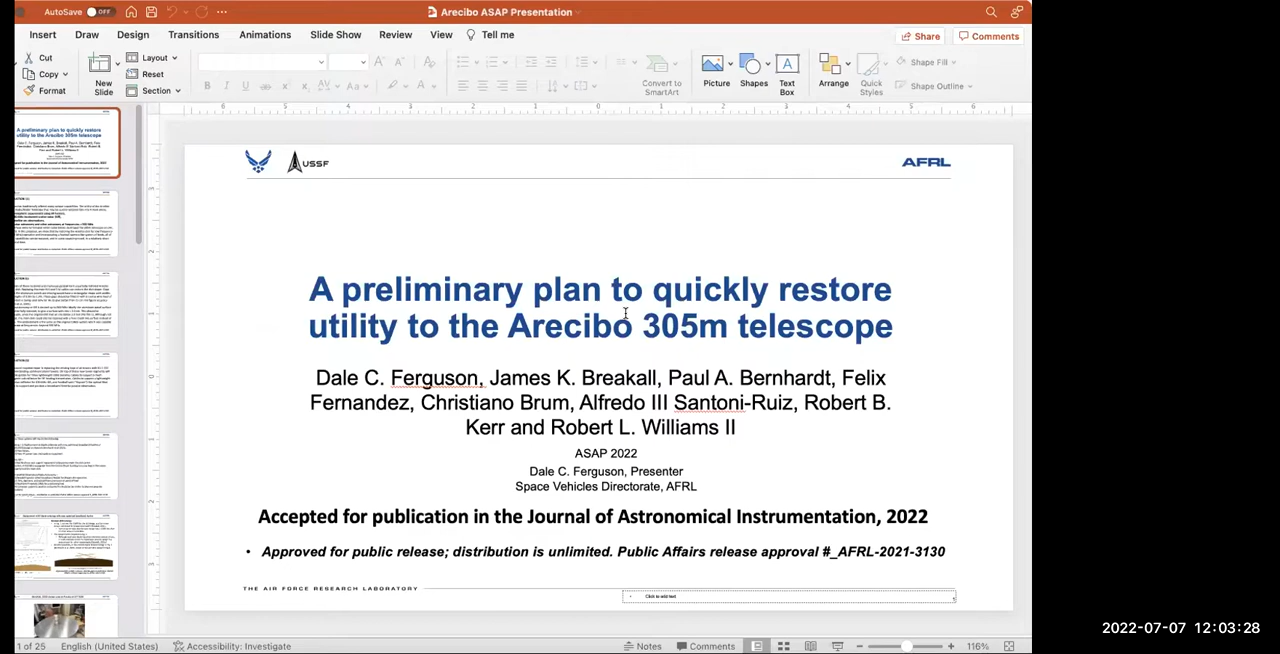 AutoSave OFF
Arecibo ASAP Presentation
Insert Draw Design Transitions Animations Slide Show Review View Tell me
Share Comments
Cut
Copy
Format
New Slide
Layout
Reset
Section
Convert to SmartArt
Picture Shapes Text Box
Arrange Quick Styles
Shape Fill
Shape Outline
USSF
AFRL
A preliminary plan to quickly restore
utility to the Arecibo 305m telescope
Dale C. Ferguson, James K. Breakall, Paul A. Bernhardt, Felix
Fernandez, Christiano Brum, Alfredo III Santoni-Ruiz, Robert B.
Kerr and Robert L. Williams II
ASAP 2022
Dale C. Ferguson, Presenter
Space Vehicles Directorate, AFRL
Accepted for publication in the Journal of Astronomical Instrumentation, 2022
• Approved for public release; distribution is unlimited. Public Affairs release approval #_AFRL-2021-3130
THE AIR FORCE RESEARCH LABORATORY
Click to add text
1 of 25 English (United States) Accessibility: Investigate
Notes Comments 116%
2022-07-07 12:03:28